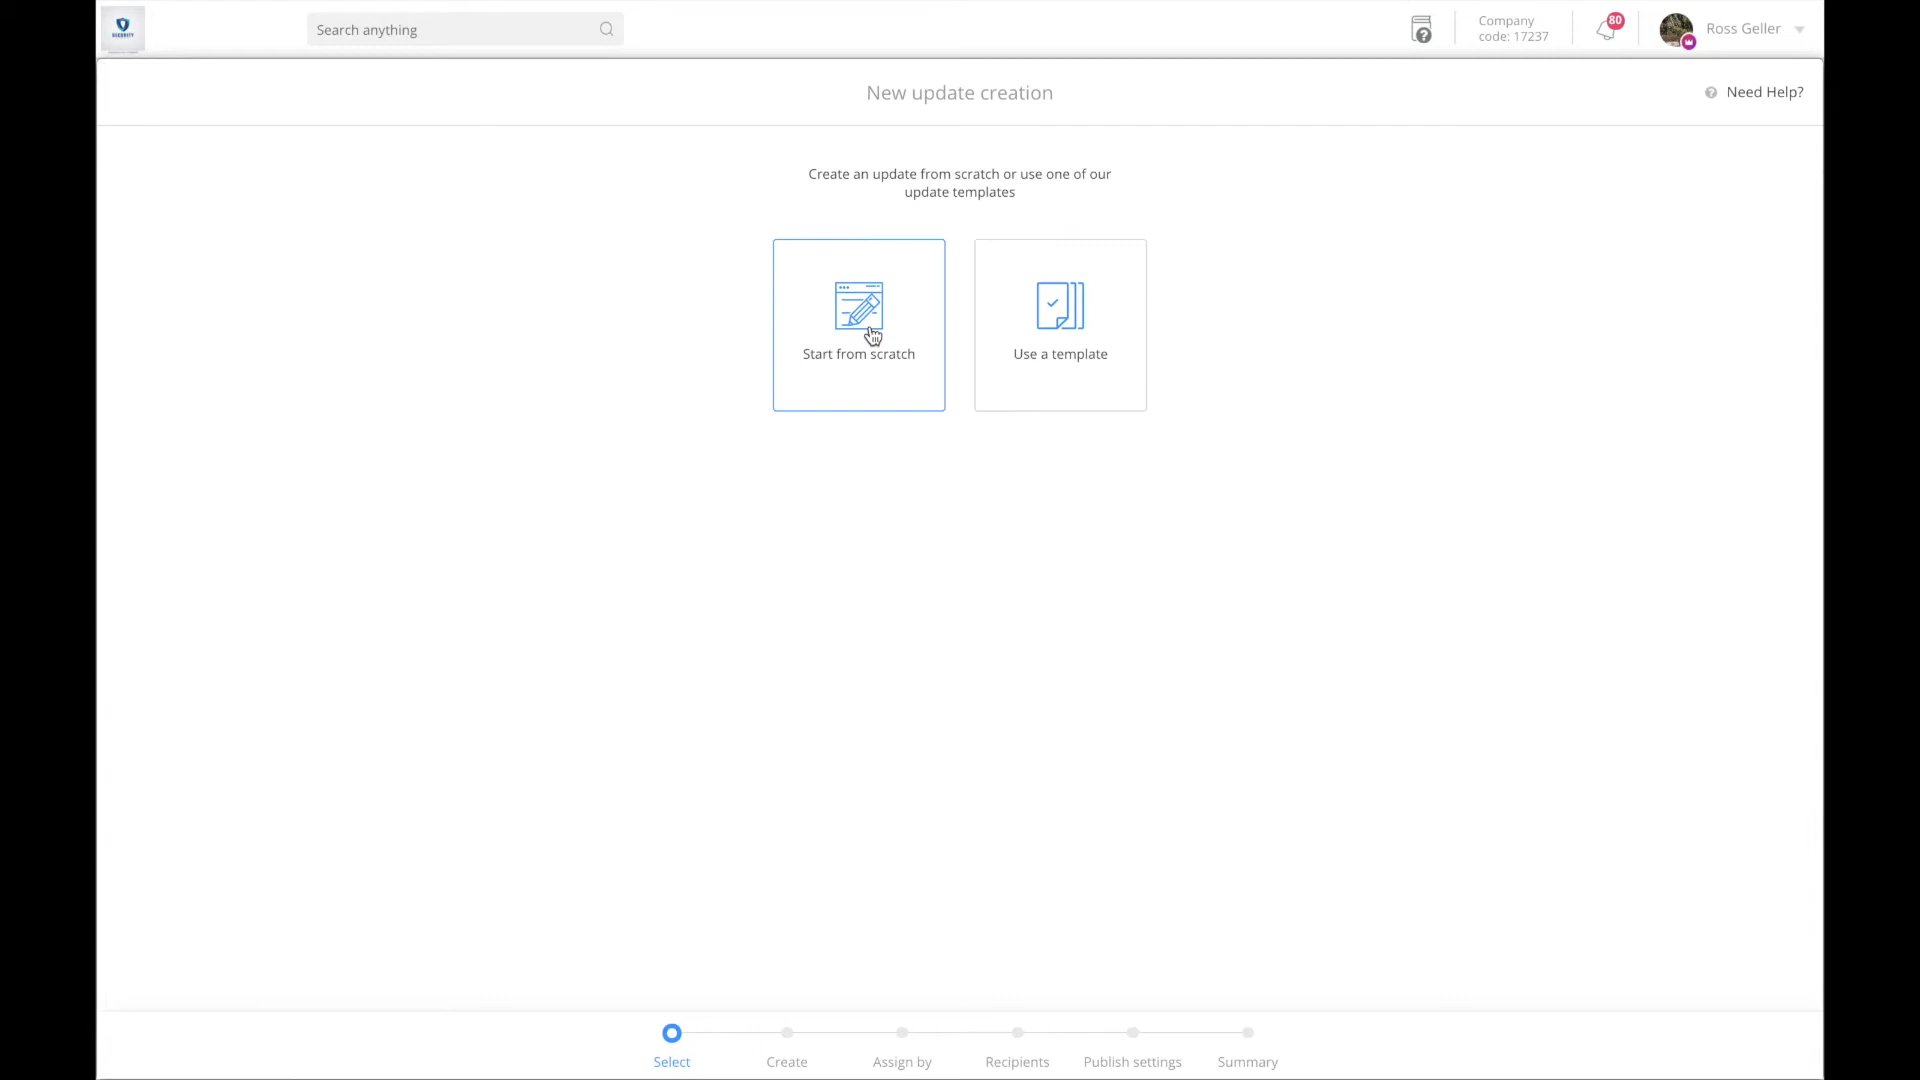 SECURITY
Search anything
Company
code: 17237
80
Ross Geller
New update creation
Need Help?
Create an update from scratch or use one of our
update templates
Start from scratch
Use a template
Select
Create
Assign by
Recipients
Publish settings
Summary